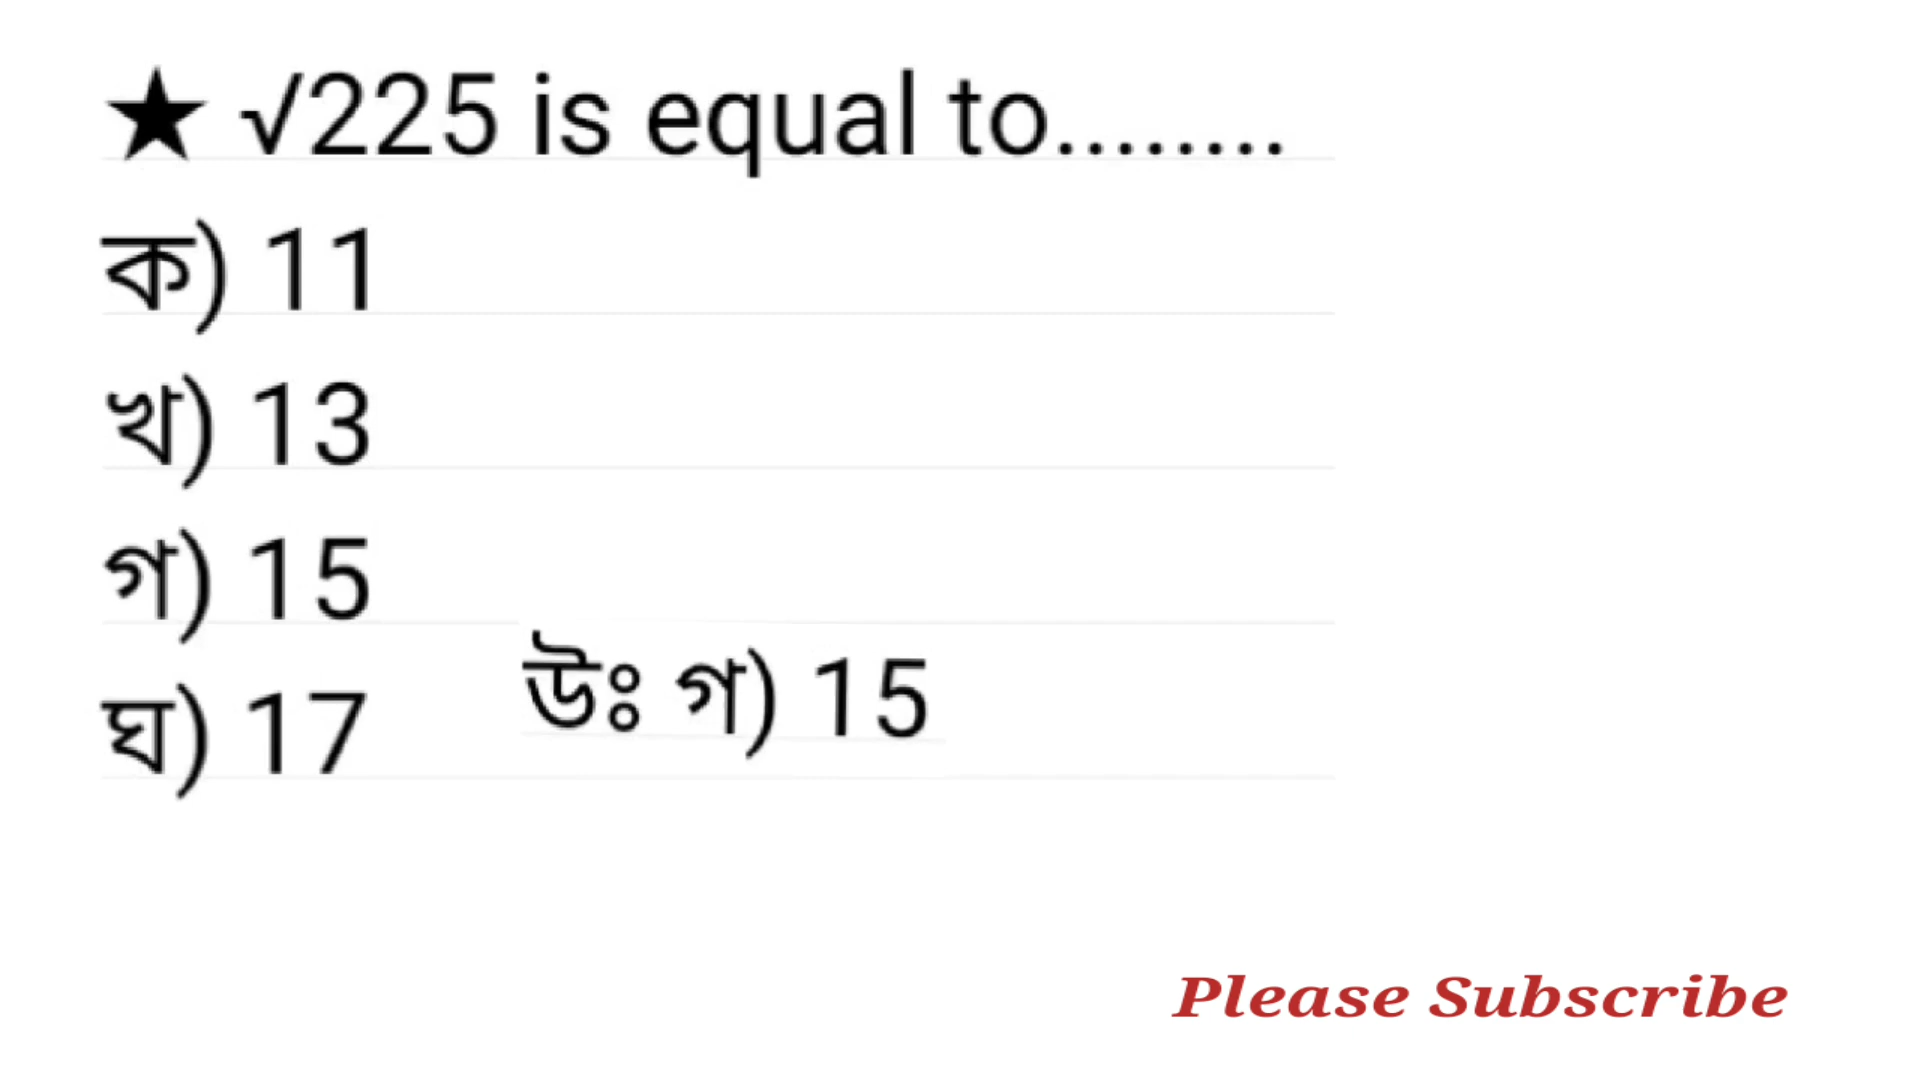 ★ √225 is equal to........
ক) 11
খ) 13
গ) 15
ঘ) 17
উঃ গ) 15
Please Subscribe